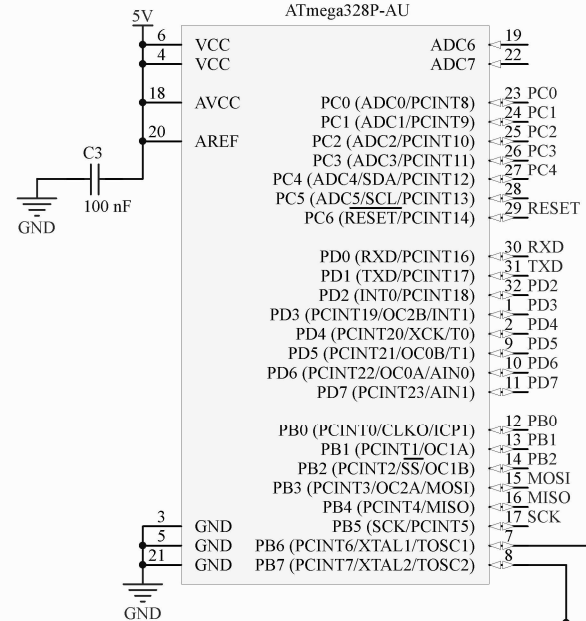 ATmega328P-AU
5V
6 VCC ADC6 19
4 VCC ADC7 22
18 AVCC PC0 (ADC0/PCINT8) 23 PC0
PC1 (ADC1/PCINT9) 24 PC1
20 AREF PC2 (ADC2/PCINT10) 25 PC2
C3 PC3 (ADC3/PCINT11) 26 PC3
PC4 (ADC4/SDA/PCINT12) 27 PC4
100 nF PC5 (ADC5/SCL/PCINT13) 28
GND PC6 (RESET/PCINT14) 29 RESET
PD0 (RXD/PCINT16) 30 RXD
PD1 (TXD/PCINT17) 31 TXD
PD2 (INT0/PCINT18) 32 PD2
PD3 (PCINT19/OC2B/INT1) 1 PD3
PD4 (PCINT20/XCK/T0) 2 PD4
PD5 (PCINT21/OC0B/T1) 9 PD5
PD6 (PCINT22/OC0A/AIN0) 10 PD6
PD7 (PCINT23/AIN1) 11 PD7
PB0 (PCINT0/CLKO/ICP1) 12 PB0
PB1 (PCINT1/OC1A) 13 PB1
PB2 (PCINT2/SS/OC1B) 14 PB2
PB3 (PCINT3/OC2A/MOSI) 15 MOSI
PB4 (PCINT4/MISO) 16 MISO
3 GND PB5 (SCK/PCINT5) 17 SCK
5 GND PB6 (PCINT6/XTAL1/TOSC1) 7
21 GND PB7 (PCINT7/XTAL2/TOSC2) 8
GND